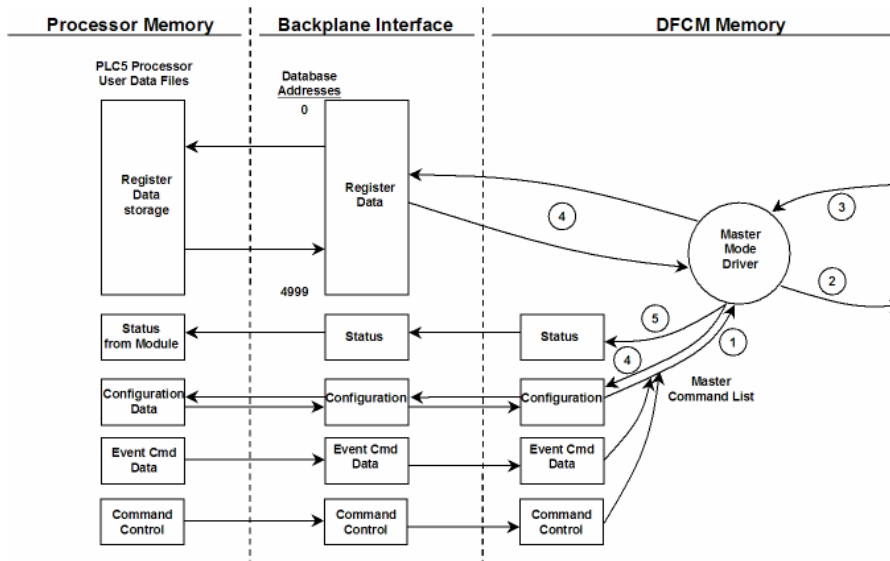 Processor Memory
Backplane Interface
DFCM Memory
PLC5 Processor
User Data Files
Database
Addresses
0
Register
Data
storage
Register
Data
4
3
Master
Mode
Driver
2
4999
Status
from Module
Status
Status
5
1
4
Configuration
Data
Configuration
Configuration
Master
Command List
Event Cmd
Data
Event Cmd
Data
Event Cmd
Data
Command
Control
Command
Control
Command
Control